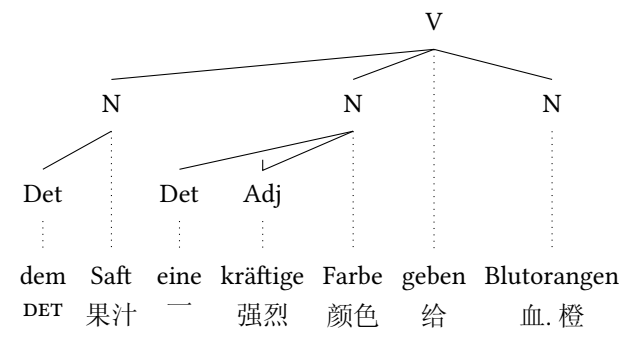 V
N N N
Det Det Adj
dem Saft eine kräftige Farbe geben Blutorangen
DET 果汁 一 强烈 颜色 给 血. 橙